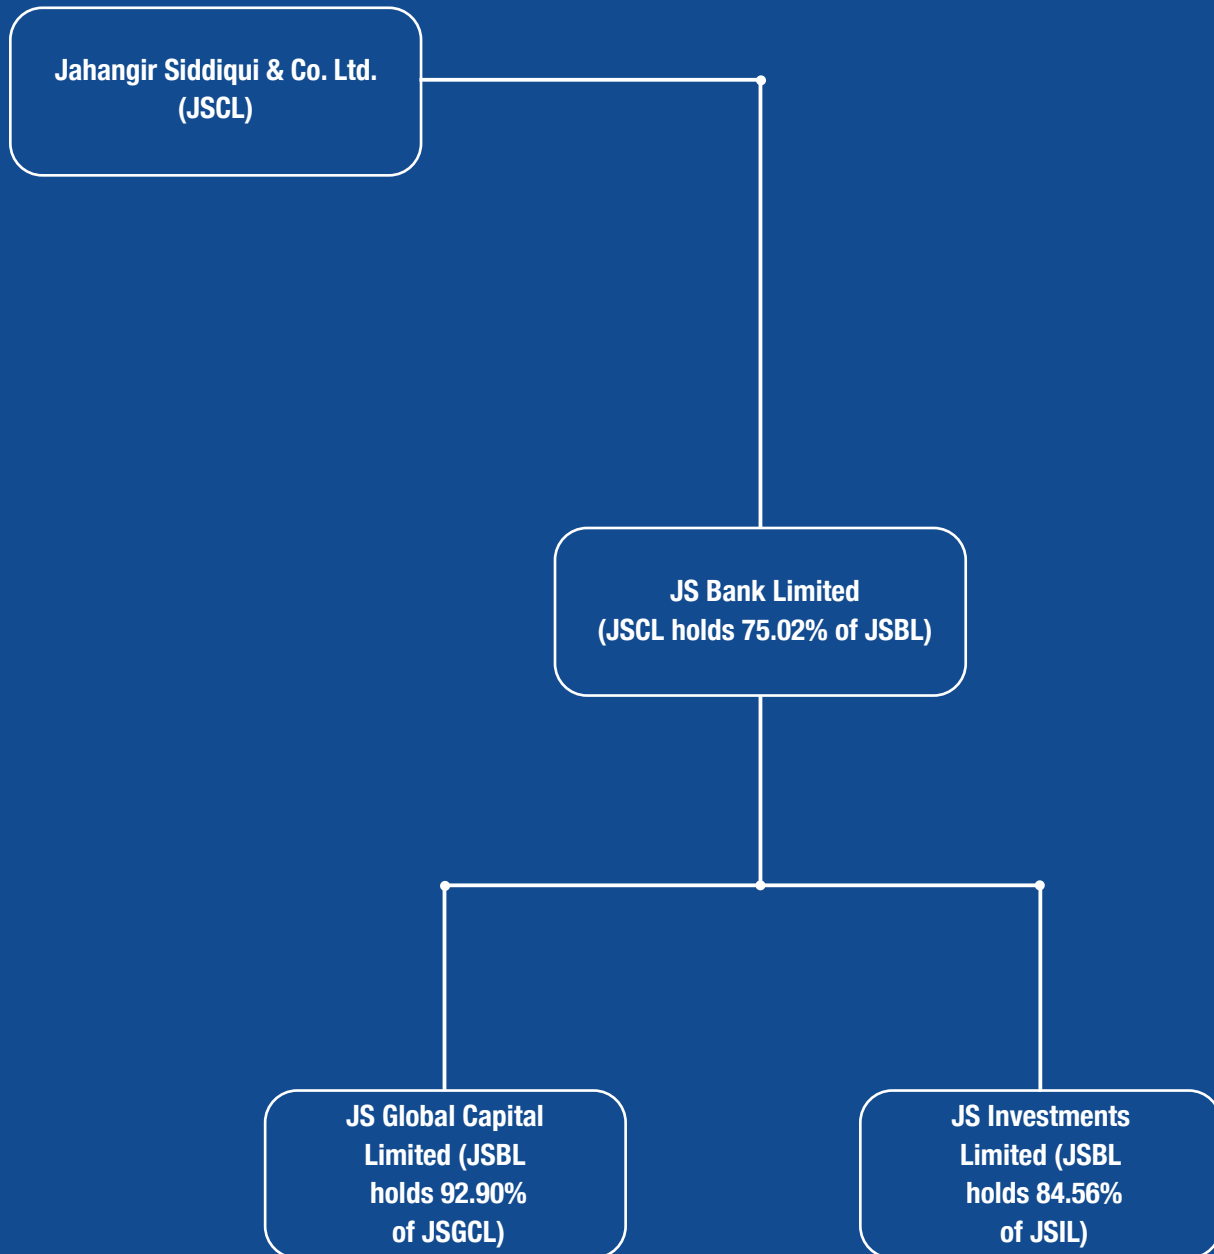 Jahangir Siddiqui & Co. Ltd.
(JSCL)
JS Bank Limited
(JSCL holds 75.02% of JSBL)
JS Global Capital
Limited (JSBL
holds 92.90%
of JSGCL)
JS Investments
Limited (JSBL
holds 84.56%
of JSIL)